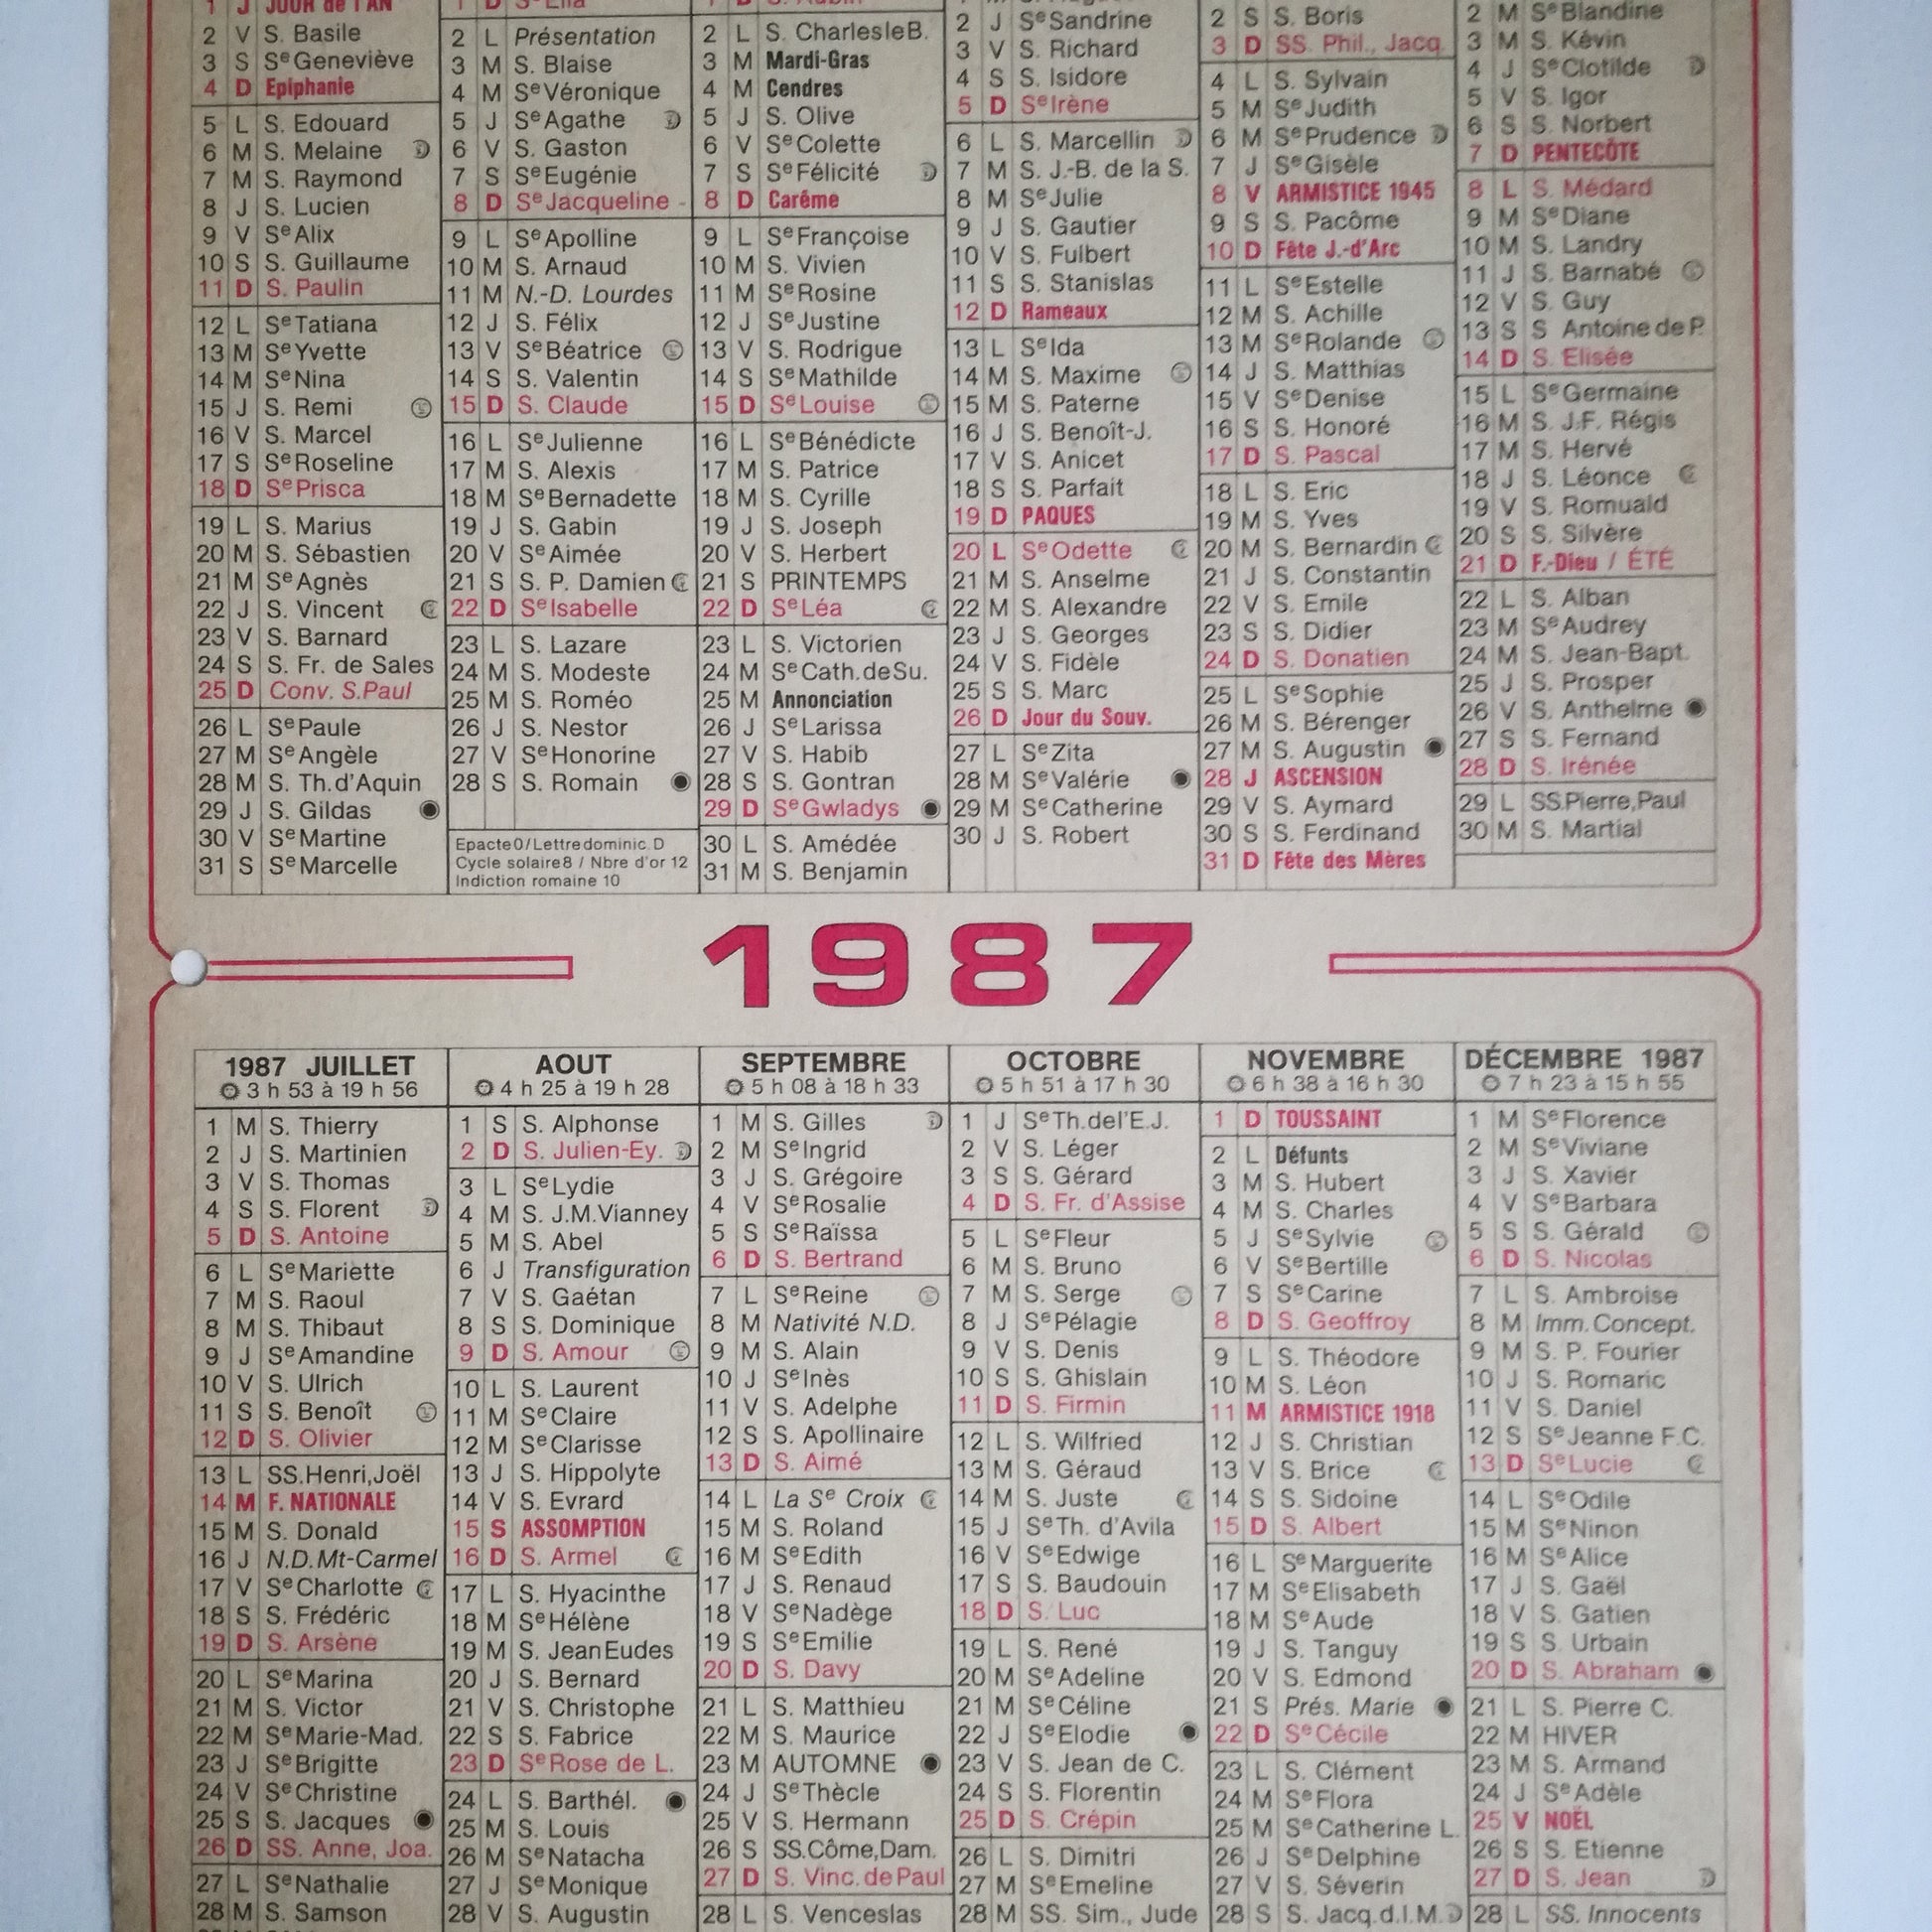 1 J JOUR de l'AN
2 V S. Basile
3 S Se Geneviève
4 D Epiphanie
5 L S. Edouard
6 M S. Melaine
7 M S. Raymond
8 J S. Lucien
9 V Se Alix
10 S S. Guillaume
11 D S. Paulin
12 L Se Tatiana
13 M Se Yvette
14 M Se Nina
15 J S. Remi
16 V S. Marcel
17 S Se Roseline
18 D Se Prisca
19 L S. Marius
20 M S. Sébastien
21 M Se Agnès
22 J S. Vincent
23 V S. Barnard
24 S S. Fr. de Sales
25 D Conv. S.Paul
26 L Se Paule
27 M Se Angèle
28 M S. Th.d'Aquin
29 J S. Gildas
30 V Se Martine
31 S Se Marcelle
1 D Se Ella
2 L Présentation
3 M S. Blaise
4 M Se Véronique
5 J Se Agathe
6 V S. Gaston
7 S Se Eugénie
8 D Se Jacqueline
9 L Se Apolline
10 M S. Arnaud
11 M N.-D. Lourdes
12 J S. Félix
13 V Se Béatrice
14 S S. Valentin
15 D S. Claude
16 L Se Julienne
17 M S. Alexis
18 M Se Bernadette
19 J S. Gabin
20 V Se Aimée
21 S S. P. Damien
22 D Se Isabelle
23 L S. Lazare
24 M S. Modeste
25 M S. Roméo
26 J S. Nestor
27 V Se Honorine
28 S S. Romain
Epacte 0 / Lettre dominic. D
Cycle solaire 8 / Nbre d'or 12
Indiction romaine 10
2 L S. Charles le B.
3 M Mardi-Gras
4 M Cendres
5 J S. Olive
6 V Se Colette
7 S Se Félicité
8 D Carême
9 L Se Françoise
10 M S. Vivien
11 M Se Rosine
12 J Se Justine
13 V S. Rodrigue
14 S Se Mathilde
15 D Se Louise
16 L Se Bénédicte
17 M S. Patrice
18 M S. Cyrille
19 J S. Joseph
20 V S. Herbert
21 S PRINTEMPS
22 D Se Léa
23 L S. Victorien
24 M Se Cath. de Su.
25 M Annonciation
26 J Se Larissa
27 V S. Habib
28 S S. Gontran
29 D Se Gwladys
30 L S. Amédée
31 M S. Benjamin
2 J Se Sandrine
3 V S. Richard
4 S S. Isidore
5 D Se Irène
6 L S. Marcellin
7 M S. J.-B. de la S.
8 M Se Julie
9 J S. Gautier
10 V S. Fulbert
11 S S. Stanislas
12 D Rameaux
13 L Se Ida
14 M S. Maxime
15 M S. Paterne
16 J S. Benoît-J.
17 V S. Anicet
18 S S. Parfait
19 D PAQUES
20 L Se Odette
21 M S. Anselme
22 M S. Alexandre
23 J S. Georges
24 V S. Fidèle
25 S S. Marc
26 D Jour du Souv.
27 L Se Zita
28 M Se Valérie
29 M Se Catherine
30 J S. Robert
2 S S. Boris
3 D SS. Phil., Jacq.
4 L S. Sylvain
5 M Se Judith
6 M Se Prudence
7 J Se Gisèle
8 V ARMISTICE 1945
9 S S. Pacôme
10 D Fête J.-d'Arc
11 L Se Estelle
12 M S. Achille
13 M Se Rolande
14 J S. Matthias
15 V Se Denise
16 S S. Honoré
17 D S. Pascal
18 L S. Eric
19 M S. Yves
20 M S. Bernardin
21 J S. Constantin
22 V S. Emile
23 S S. Didier
24 D S. Donatien
25 L Se Sophie
26 M S. Bérenger
27 M S. Augustin
28 J ASCENSION
29 V S. Aymard
30 S S. Ferdinand
31 D Fête des Mères
2 M Se Blandine
3 M S. Kévin
4 J Se Clotilde
5 V S. Igor
6 S S. Norbert
7 D PENTECÔTE
8 L S. Médard
9 M Se Diane
10 M S. Landry
11 J S. Barnabé
12 V S. Guy
13 S S Antoine de P.
14 D S. Elisée
15 L Se Germaine
16 M S. J.F. Régis
17 M S. Hervé
18 J S. Léonce
19 V S. Romuald
20 S S. Silvère
21 D F.-Dieu / ÉTÉ
22 L S. Alban
23 M Se Audrey
24 M S. Jean-Bapt.
25 J S. Prosper
26 V S. Anthelme
27 S S. Fernand
28 D S. Irénée
29 L SS.Pierre,Paul
30 M S. Martial
1987
1987 JUILLET
3 h 53 à 19 h 56
1 M S. Thierry
2 J S. Martinien
3 V S. Thomas
4 S S. Florent
5 D S. Antoine
6 L Se Mariette
7 M S. Raoul
8 M S. Thibaut
9 J Se Amandine
10 V S. Ulrich
11 S S. Benoît
12 D S. Olivier
13 L SS.Henri,Joël
14 M F. NATIONALE
15 M S. Donald
16 J N.D.Mt-Carmel
17 V Se Charlotte
18 S S. Frédéric
19 D S. Arsène
20 L Se Marina
21 M S. Victor
22 M Se Marie-Mad.
23 J Se Brigitte
24 V Se Christine
25 S S. Jacques
26 D SS. Anne, Joa.
27 L Se Nathalie
28 M S. Samson
AOUT
4 h 25 à 19 h 28
1 S S. Alphonse
2 D S. Julien-Ey.
3 L Se Lydie
4 M S. J.M.Vianney
5 M S. Abel
6 J Transfiguration
7 V S. Gaétan
8 S S. Dominique
9 D S. Amour
10 L S. Laurent
11 M Se Claire
12 M Se Clarisse
13 J S. Hippolyte
14 V S. Evrard
15 S ASSOMPTION
16 D S. Armel
17 L S. Hyacinthe
18 M Se Hélène
19 M S. Jean Eudes
20 J S. Bernard
21 V S. Christophe
22 S S. Fabrice
23 D Se Rose de L.
24 L S. Barthél.
25 M S. Louis
26 M Se Natacha
27 J Se Monique
28 V S. Augustin
SEPTEMBRE
5 h 08 à 18 h 33
1 M S. Gilles
2 M Se Ingrid
3 J S. Grégoire
4 V Se Rosalie
5 S Se Raïssa
6 D S. Bertrand
7 L Se Reine
8 M Nativité N.D.
9 M S. Alain
10 J Se Inès
11 V S. Adelphe
12 S S. Apollinaire
13 D S. Aimé
14 L La Se Croix
15 M S. Roland
16 M Se Edith
17 J S. Renaud
18 V Se Nadège
19 S Se Emilie
20 D S. Davy
21 L S. Matthieu
22 M S. Maurice
23 M AUTOMNE
24 J Se Thècle
25 V S. Hermann
26 S SS.Côme,Dam.
27 D S. Vinc. de Paul
28 L S. Venceslas
OCTOBRE
5 h 51 à 17 h 30
1 J Se Th.del'E.J.
2 V S. Léger
3 S S. Gérard
4 D S. Fr. d'Assise
5 L Se Fleur
6 M S. Bruno
7 M S. Serge
8 J Se Pélagie
9 V S. Denis
10 S S. Ghislain
11 D S. Firmin
12 L S. Wilfried
13 M S. Géraud
14 M S. Juste
15 J Se Th. d'Avila
16 V Se Edwige
17 S S. Baudouin
18 D S. Luc
19 L S. René
20 M Se Adeline
21 M Se Céline
22 J Se Elodie
23 V S. Jean de C.
24 S S. Florentin
25 D S. Crépin
26 L S. Dimitri
27 M Se Emeline
28 M SS. Sim., Jude
NOVEMBRE
6 h 38 à 16 h 30
1 D TOUSSAINT
2 L Défunts
3 M S. Hubert
4 M S. Charles
5 J Se Sylvie
6 V Se Bertille
7 S Se Carine
8 D S. Geoffroy
9 L S. Théodore
10 M S. Léon
11 M ARMISTICE 1918
12 J S. Christian
13 V S. Brice
14 S S. Sidoine
15 D S. Albert
16 L Se Marguerite
17 M Se Elisabeth
18 M Se Aude
19 J S. Tanguy
20 V S. Edmond
21 S Prés. Marie
22 D Se Cécile
23 L S. Clément
24 M Se Flora
25 M Se Catherine L.
26 J Se Delphine
27 V S. Séverin
28 S S. Jacq.d.l.M.
DÉCEMBRE 1987
7 h 23 à 15 h 55
1 M Se Florence
2 M Se Viviane
3 J S. Xavier
4 V Se Barbara
5 S S. Gérald
6 D S. Nicolas
7 L S. Ambroise
8 M Imm.Concept.
9 M S. P. Fourier
10 J S. Romaric
11 V S. Daniel
12 S Se Jeanne F.C.
13 D Se Lucie
14 L Se Odile
15 M Se Ninon
16 M Se Alice
17 J S. Gaël
18 V S. Gatien
19 S S. Urbain
20 D S. Abraham
21 L S. Pierre C.
22 M HIVER
23 M S. Armand
24 J Se Adèle
25 V NOËL
26 S S. Etienne
27 D S. Jean
28 L SS. Innocents